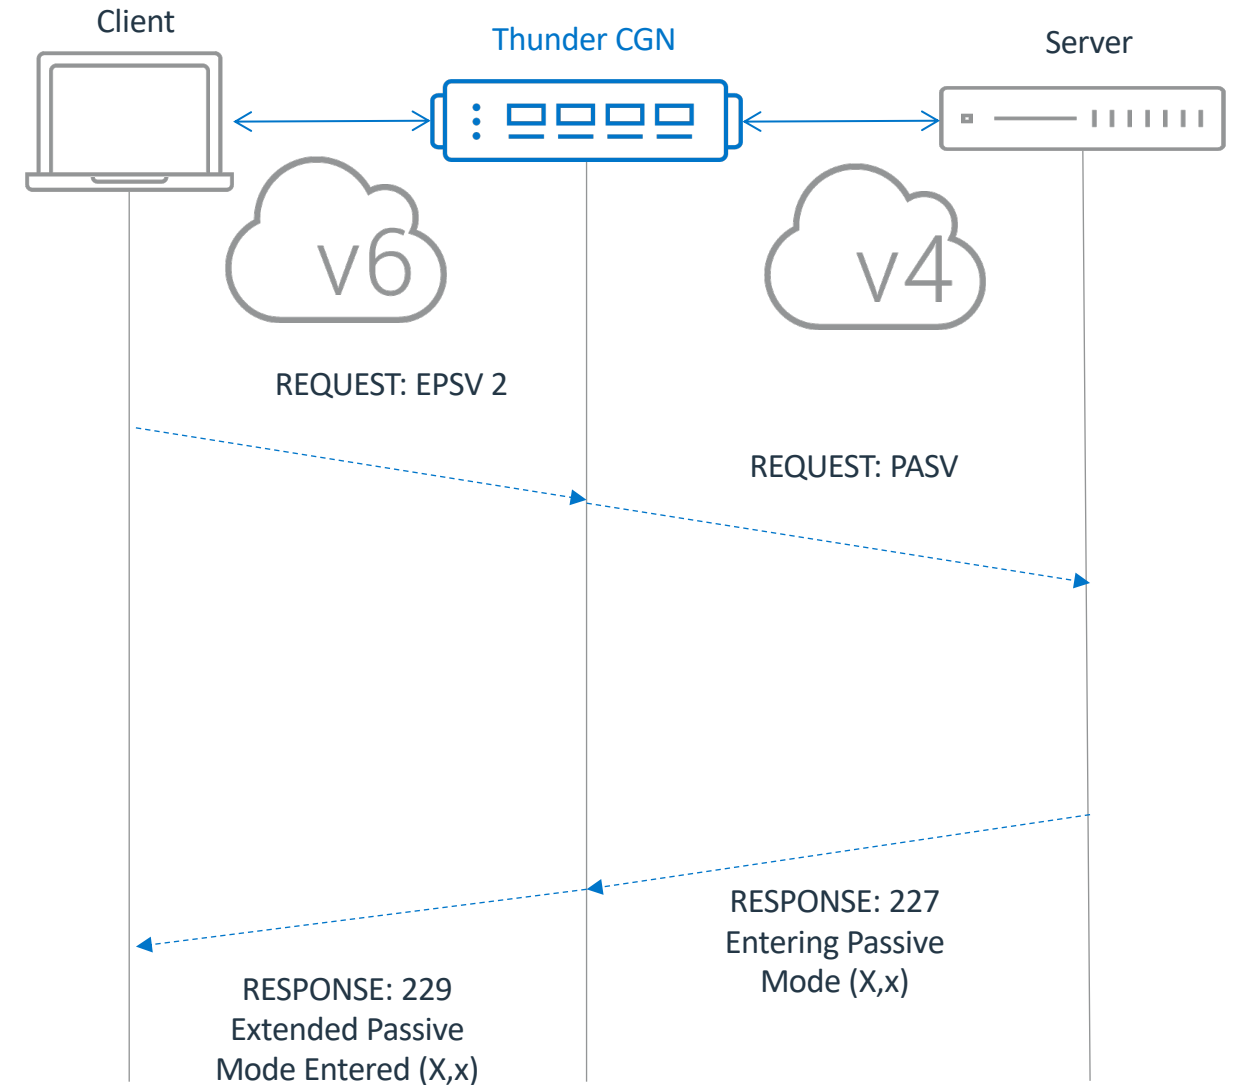 Client
Thunder CGN
Server
v6
v4
REQUEST: EPSV 2
REQUEST: PASV
RESPONSE: 227
Entering Passive
Mode (X,x)
RESPONSE: 229
Extended Passive
Mode Entered (X,x)